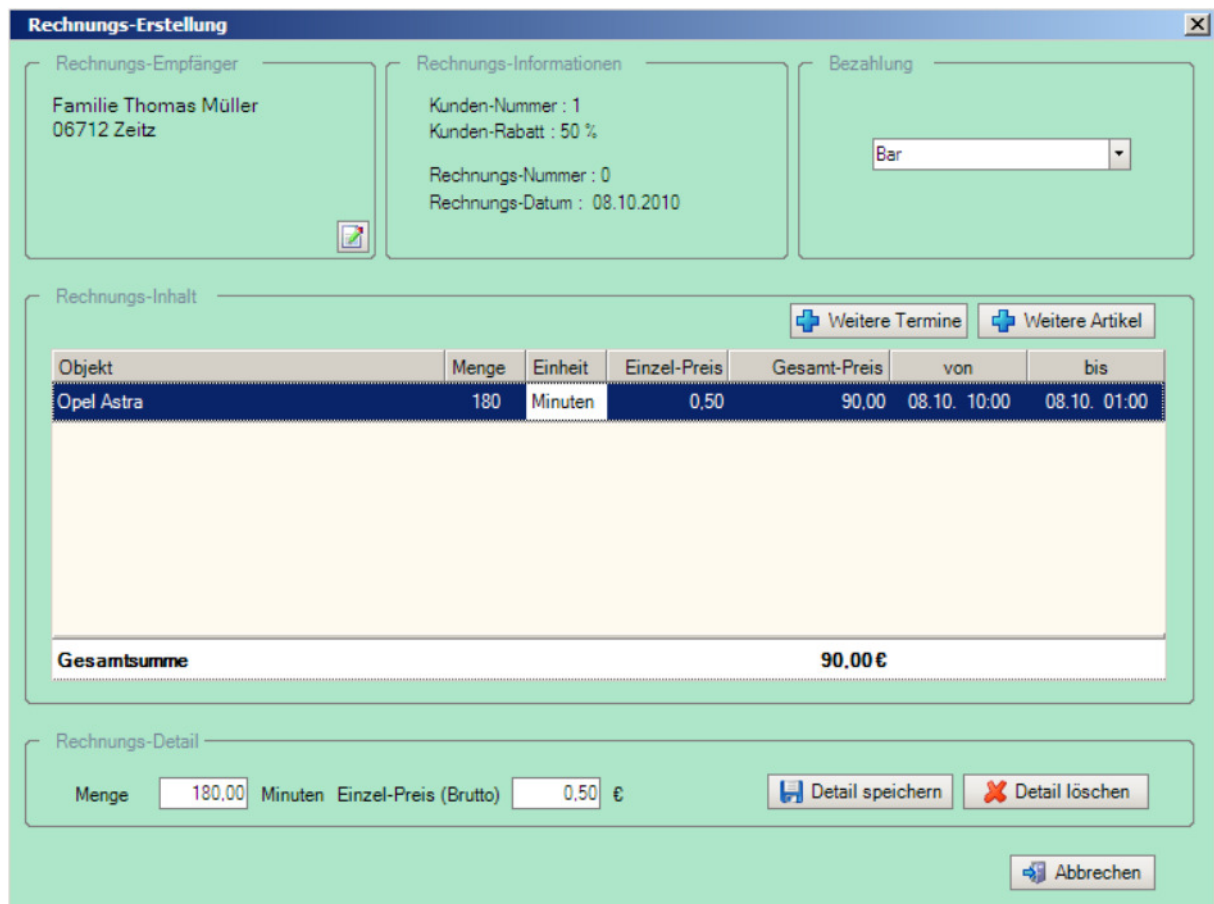 Rechnungs-Erstellung
Rechnungs-Empfänger
Familie Thomas Müller
06712 Zeitz
Rechnungs-Informationen
Kunden-Nummer : 1
Kunden-Rabatt : 50 %
Rechnungs-Nummer : 0
Rechnungs-Datum : 08.10.2010
Bezahlung
Bar
Rechnungs-Inhalt
Weitere Termine Weitere Artikel
Objekt Menge Einheit Einzel-Preis Gesamt-Preis von bis
Opel Astra 180 Minuten 0,50 90,00 08.10. 10:00 08.10. 01:00
Gesamtsumme 90,00 €
Rechnungs-Detail
Menge 180,00 Minuten Einzel-Preis (Brutto) 0,50 € Detail speichern Detail löschen
Abbrechen